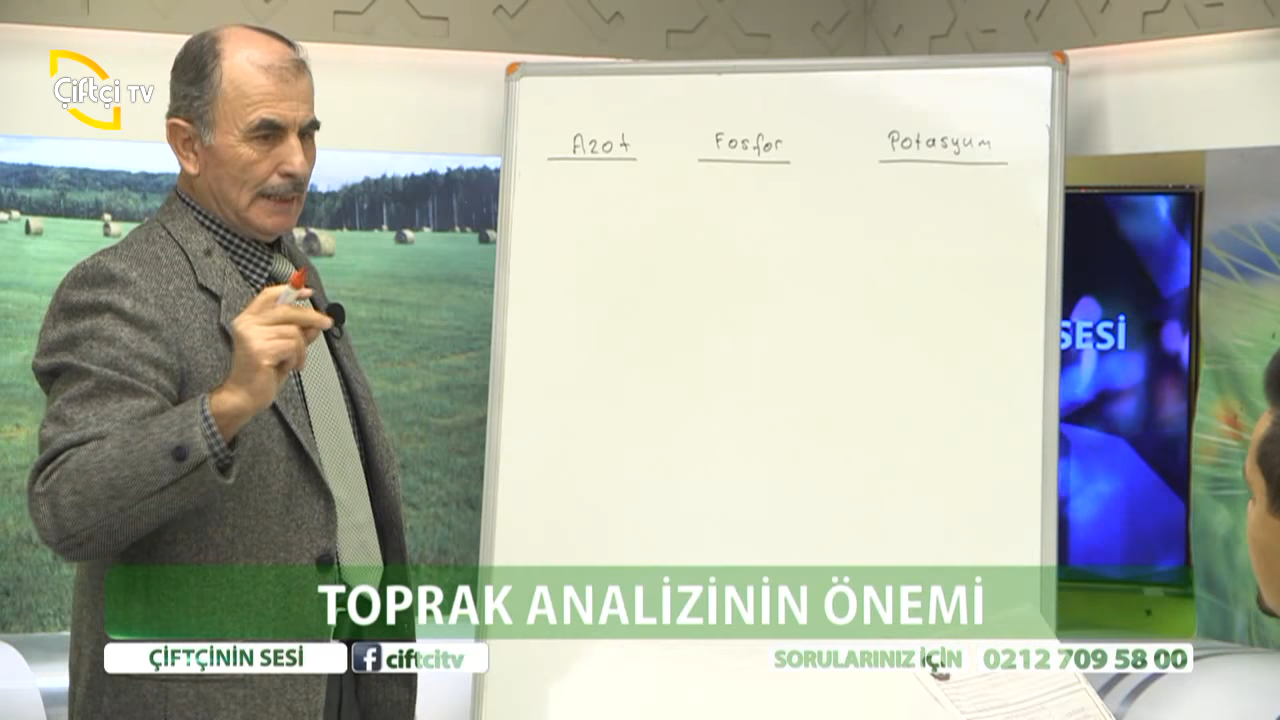 Çiftçi TV
Azot Fosfor Potasyum
SESİ
TOPRAK ANALİZİNİN ÖNEMİ
ÇİFTÇİNİN SESİ f ciftcitv SORULARINIZ İÇİN 0212 709 58 00